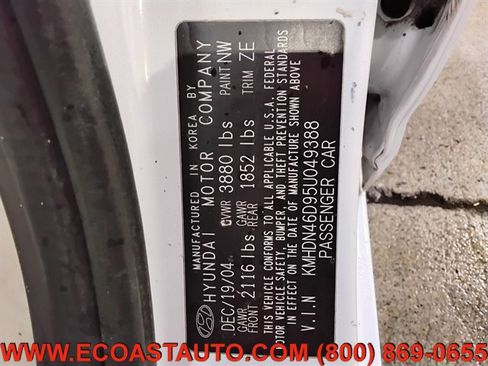 MANUFACTURED IN KOREA BY
HYUNDAI MOTOR COMPANY
DEC/19/04 GVWR 3880 lbs PAINT NW
GAWR FRONT 2116 lbs GAWR REAR 1852 lbs TRIM ZE
THIS VEHICLE CONFORMS TO ALL APPLICABLE U.S.A. FEDERAL
MOTOR VEHICLE SAFETY, BUMPER, AND THEFT PREVENTION STANDARDS
IN EFFECT ON THE DATE OF MANUFACTURE SHOWN ABOVE
V.I.N KMHDN46D95U049388
PASSENGER CAR
WWW.ECOASTAUTO.COM (800) 869-0655